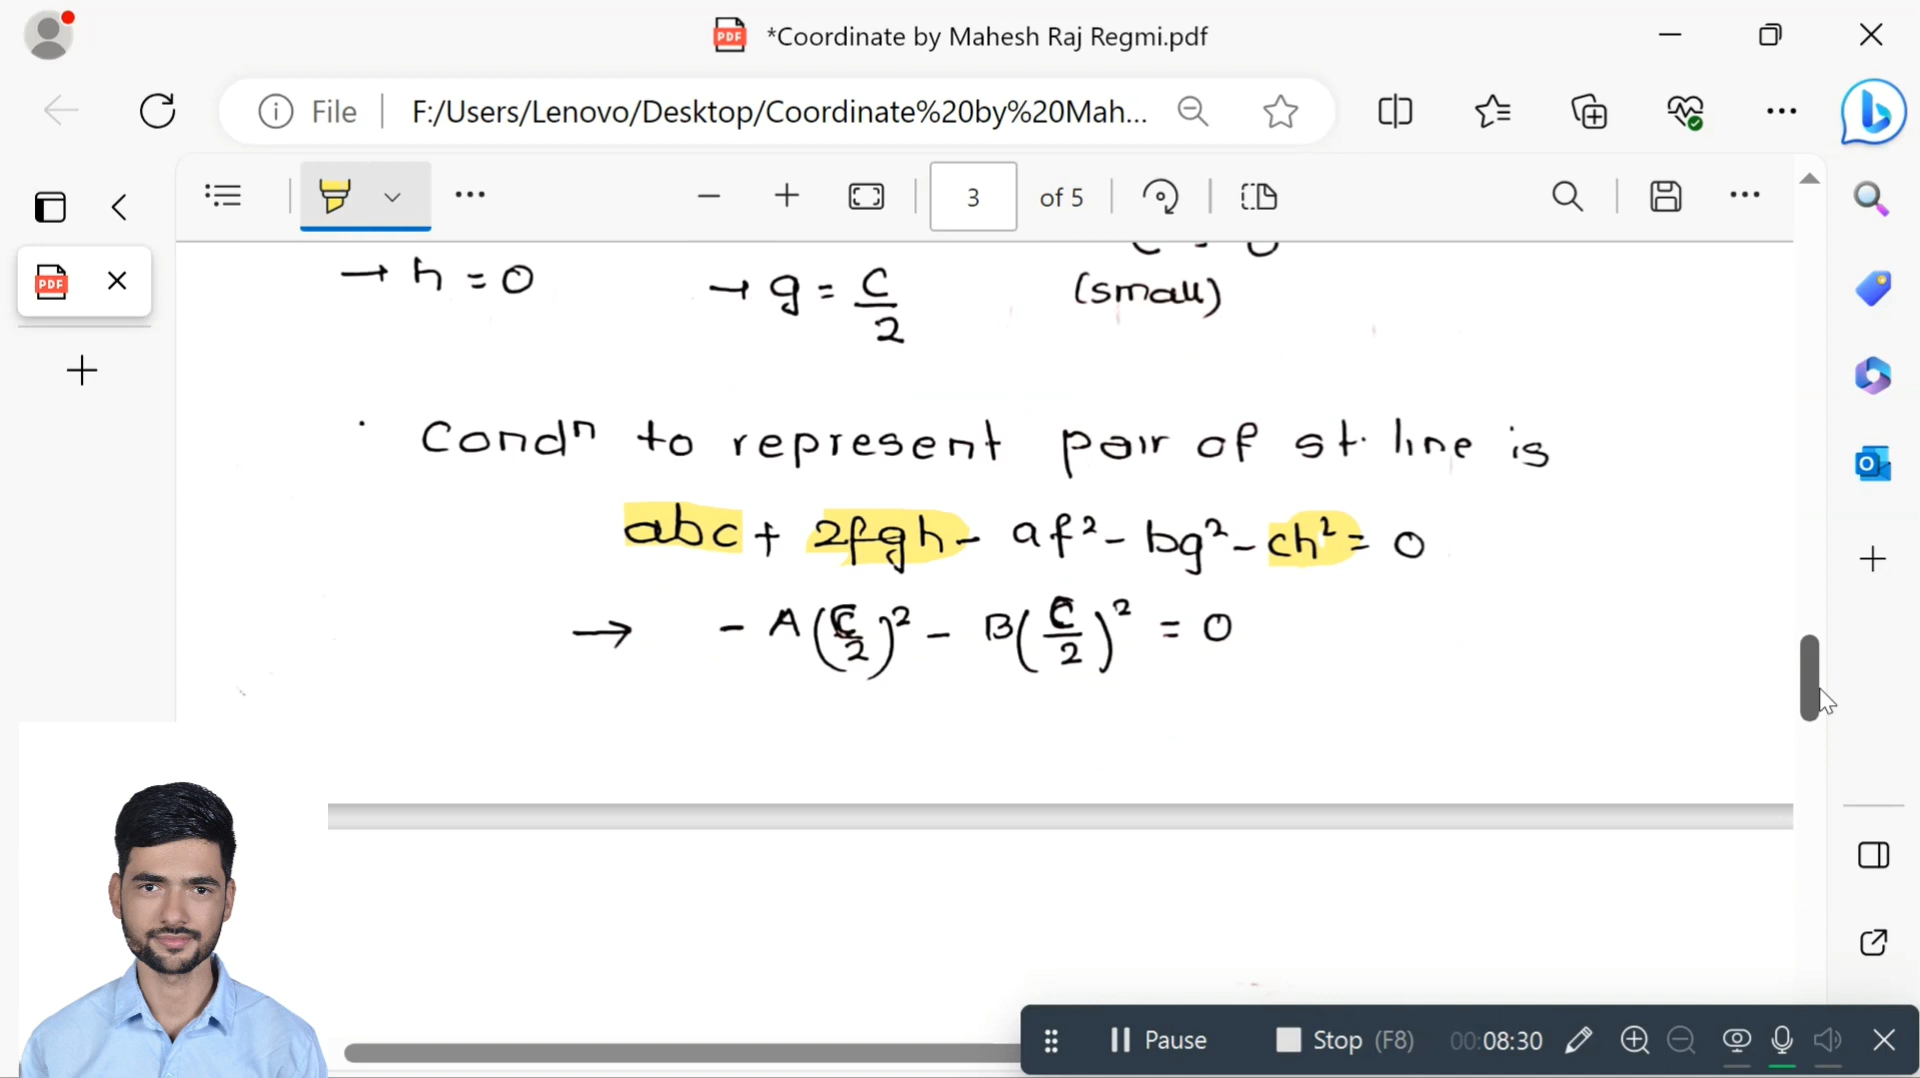 *Coordinate by Mahesh Raj Regmi.pdf
File
F:/Users/Lenovo/Desktop/Coordinate%20by%20Mah...
3 of 5
PDF
→ h = 0
→ g = C/2
(small)
Condⁿ to represent pair of st. line is
abc + 2fgh - af² - bg² - ch² = 0
→ - A(C/2)² - B(C/2)² = 0
Pause
Stop (F8)
00:08:30